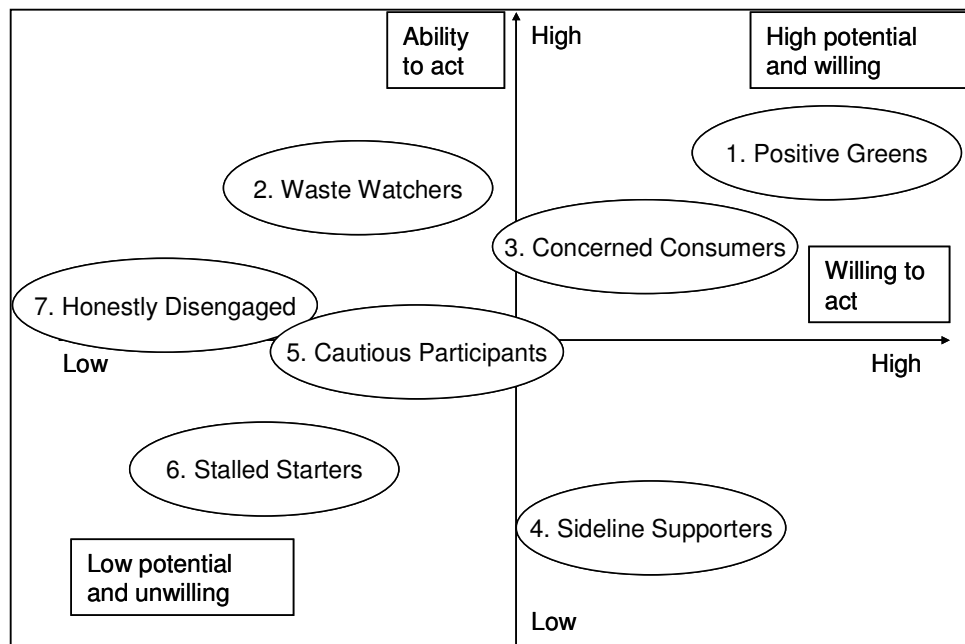 Ability
to act
High
High potential
and willing
1. Positive Greens
2. Waste Watchers
3. Concerned Consumers
Willing to
act
7. Honestly Disengaged
5. Cautious Participants
Low
High
6. Stalled Starters
4. Sideline Supporters
Low potential
and unwilling
Low